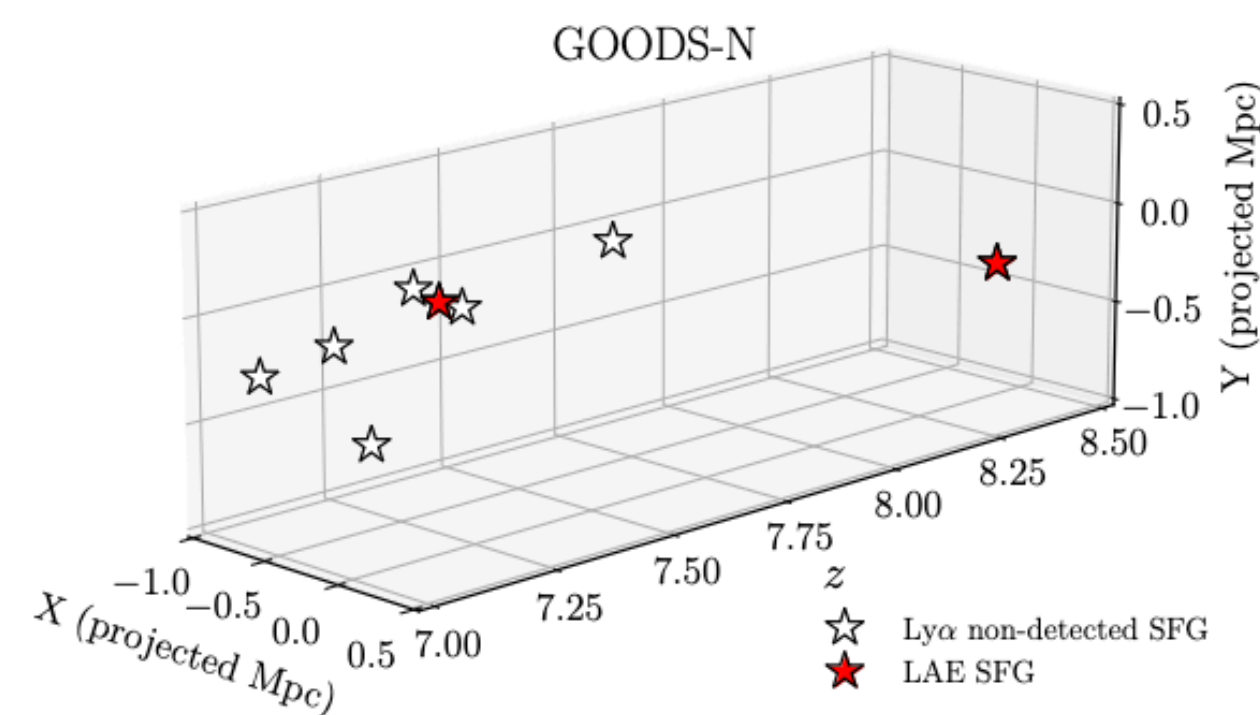 GOODS-N
0.5
0.0
−0.5
−1.0
Y (projected Mpc)
8.50
8.25
8.00
7.75
7.50
7.25
7.00
z
−1.0
−0.5
0.0
0.5
X (projected Mpc)
Lyα non-detected SFG
LAE SFG